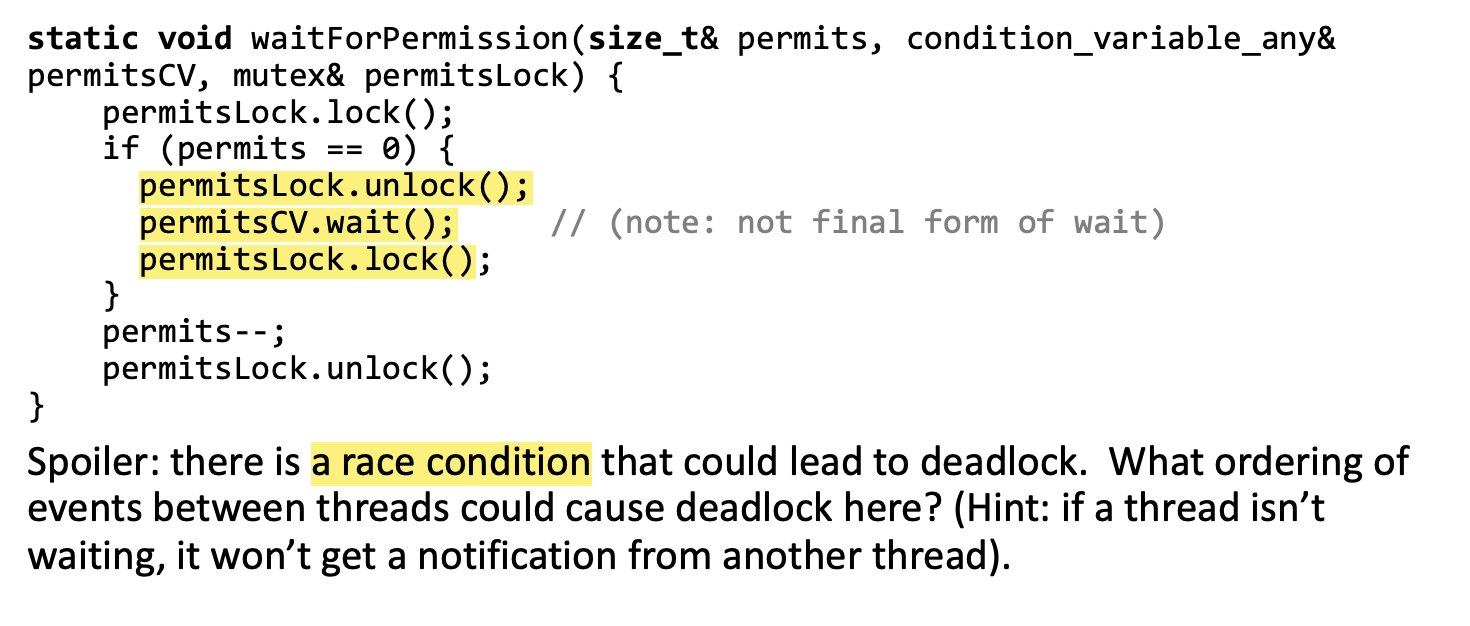 static void waitForPermission(size_t& permits, condition_variable_any&
permitsCV, mutex& permitsLock) {
    permitsLock.lock();
    if (permits == 0) {
      permitsLock.unlock();
      permitsCV.wait();     // (note: not final form of wait)
      permitsLock.lock();
    }
    permits--;
    permitsLock.unlock();
}
Spoiler: there is a race condition that could lead to deadlock.  What ordering of
events between threads could cause deadlock here? (Hint: if a thread isn’t
waiting, it won’t get a notification from another thread).